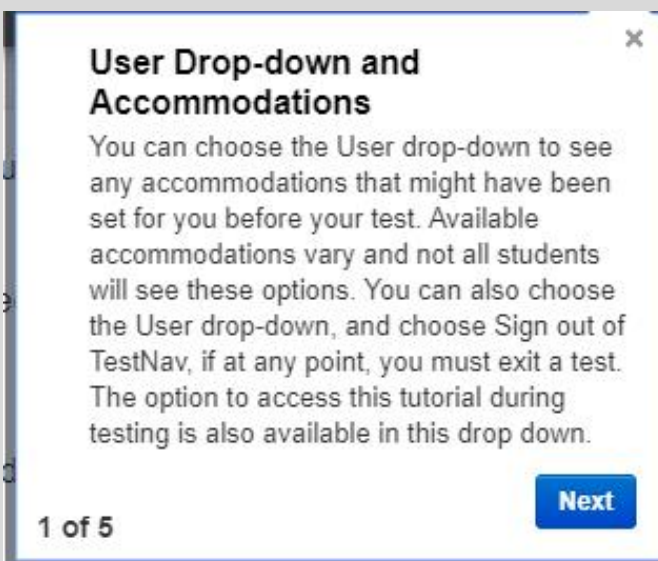 User Drop-down and
Accommodations
You can choose the User drop-down to see
any accommodations that might have been
set for you before your test. Available
accommodations vary and not all students
will see these options. You can also choose
the User drop-down, and choose Sign out of
TestNav, if at any point, you must exit a test.
The option to access this tutorial during
testing is also available in this drop down.
Next
1 of 5